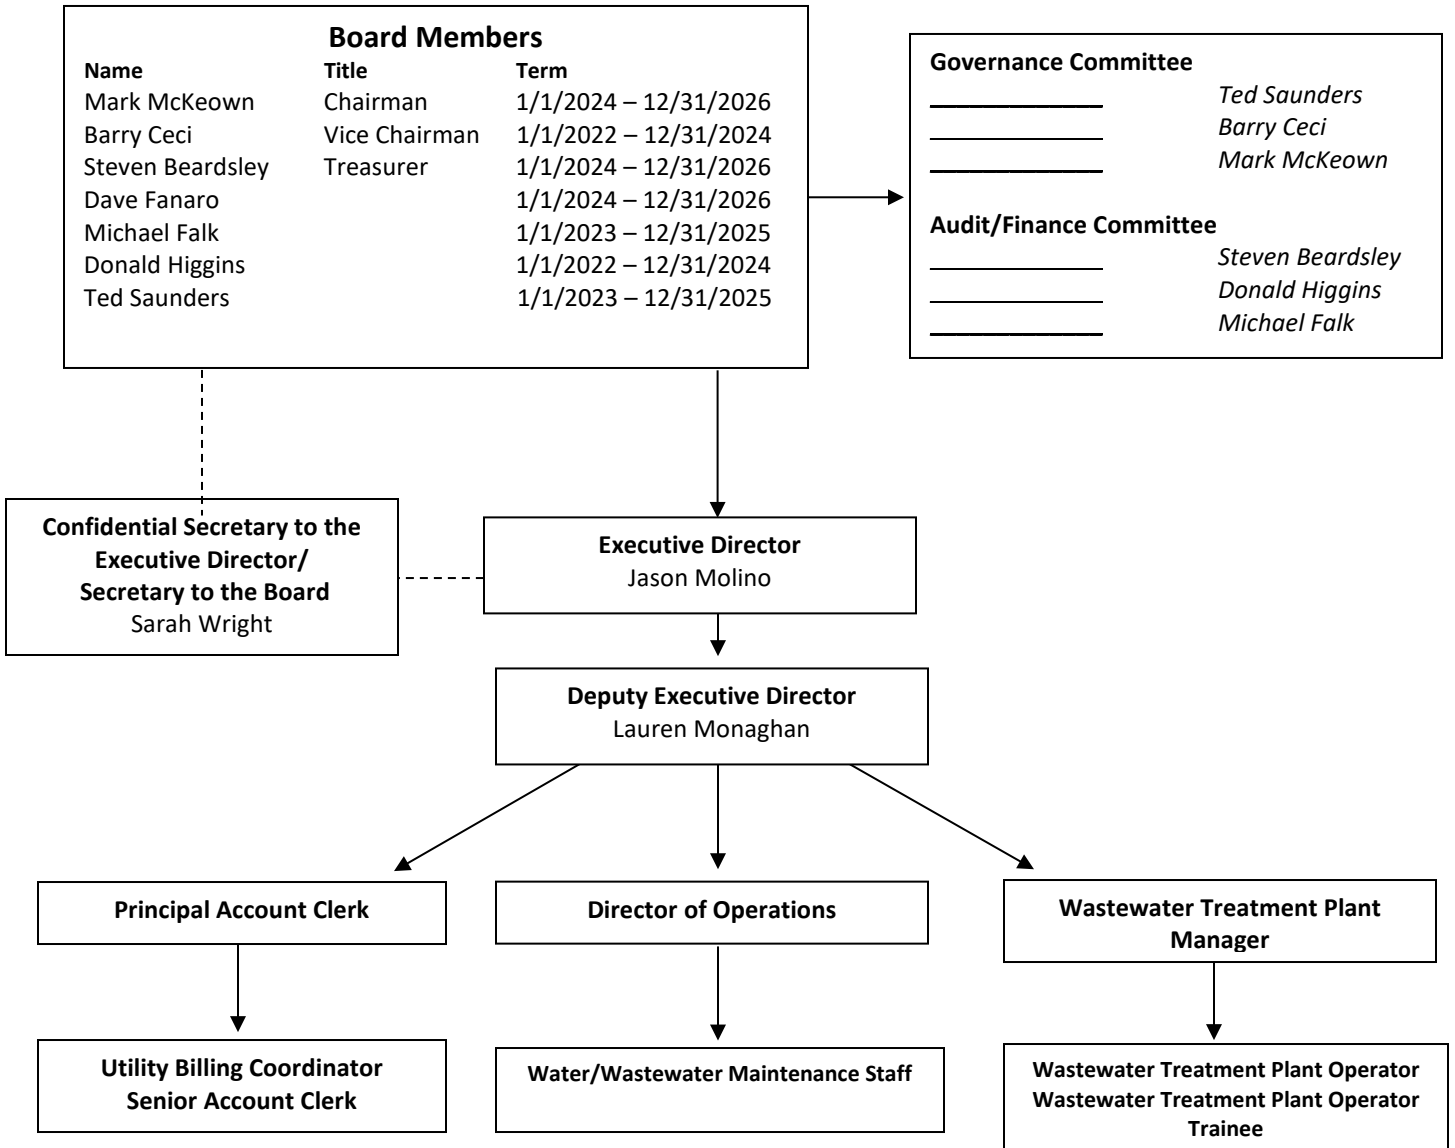 Board Members
Name Title Term
Mark McKeown Chairman 1/1/2024 – 12/31/2026
Barry Ceci Vice Chairman 1/1/2022 – 12/31/2024
Steven Beardsley Treasurer 1/1/2024 – 12/31/2026
Dave Fanaro 1/1/2024 – 12/31/2026
Michael Falk 1/1/2023 – 12/31/2025
Donald Higgins 1/1/2022 – 12/31/2024
Ted Saunders 1/1/2023 – 12/31/2025
Governance Committee
Ted Saunders
Barry Ceci
Mark McKeown
Audit/Finance Committee
Steven Beardsley
Donald Higgins
Michael Falk
Confidential Secretary to the
Executive Director/
Secretary to the Board
Sarah Wright
Executive Director
Jason Molino
Deputy Executive Director
Lauren Monaghan
Principal Account Clerk
Director of Operations
Wastewater Treatment Plant
Manager
Utility Billing Coordinator
Senior Account Clerk
Water/Wastewater Maintenance Staff
Wastewater Treatment Plant Operator
Wastewater Treatment Plant Operator
Trainee